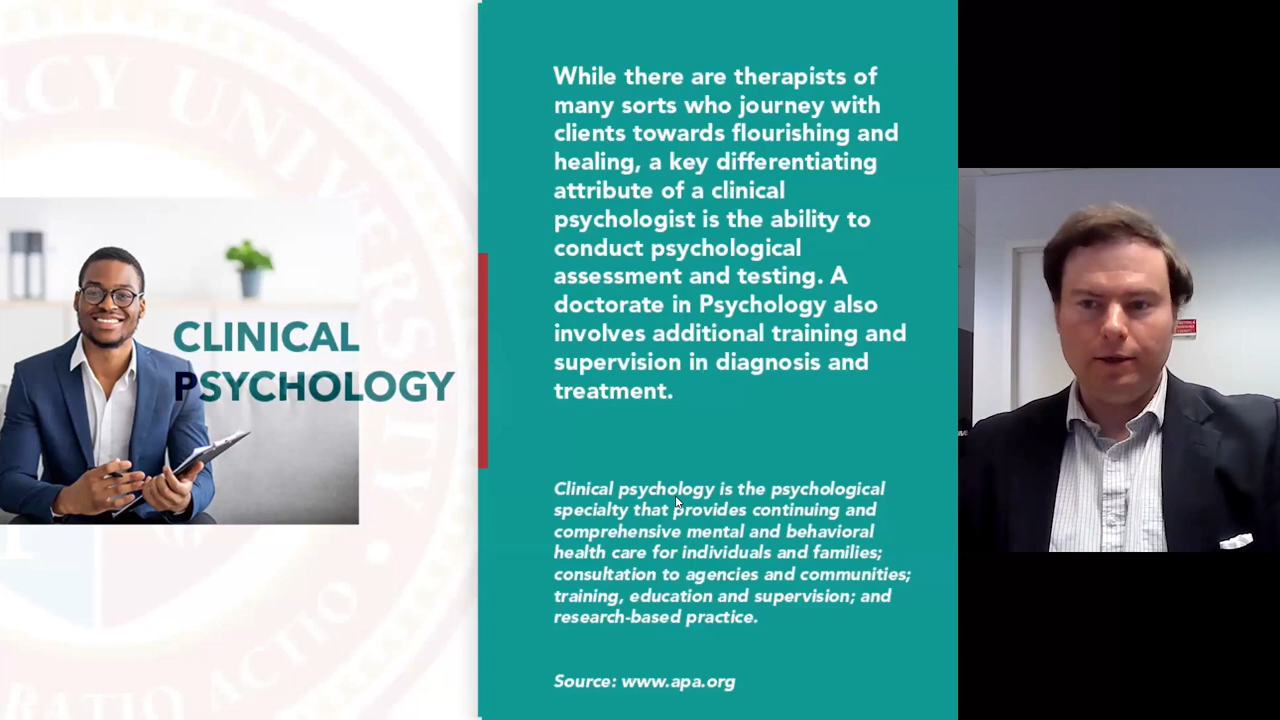 CLINICAL
PSYCHOLOGY
While there are therapists of
many sorts who journey with
clients towards flourishing and
healing, a key differentiating
attribute of a clinical
psychologist is the ability to
conduct psychological
assessment and testing. A
doctorate in Psychology also
involves additional training and
supervision in diagnosis and
treatment.
Clinical psychology is the psychological
specialty that provides continuing and
comprehensive mental and behavioral
health care for individuals and families;
consultation to agencies and communities;
training, education and supervision; and
research-based practice.
Source: www.apa.org
RCY UNIVERSITY
RATIO ACTIO